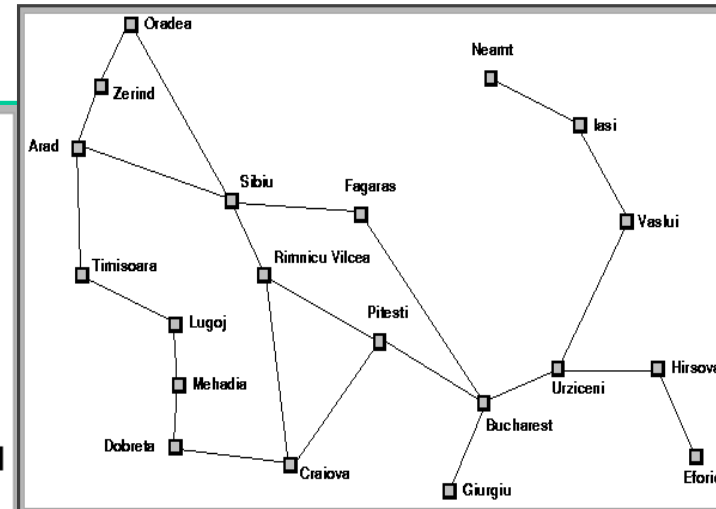 Oradea
Neamt
Zerind
Iasi
Arad
Sibiu
Fagaras
Vaslui
Timisoara
Rimnicu Vilcea
Pitesti
Lugoj
Mehadia
Hirsova
Urziceni
Bucharest
Dobreta
Craiova
Giurgiu
Eforie